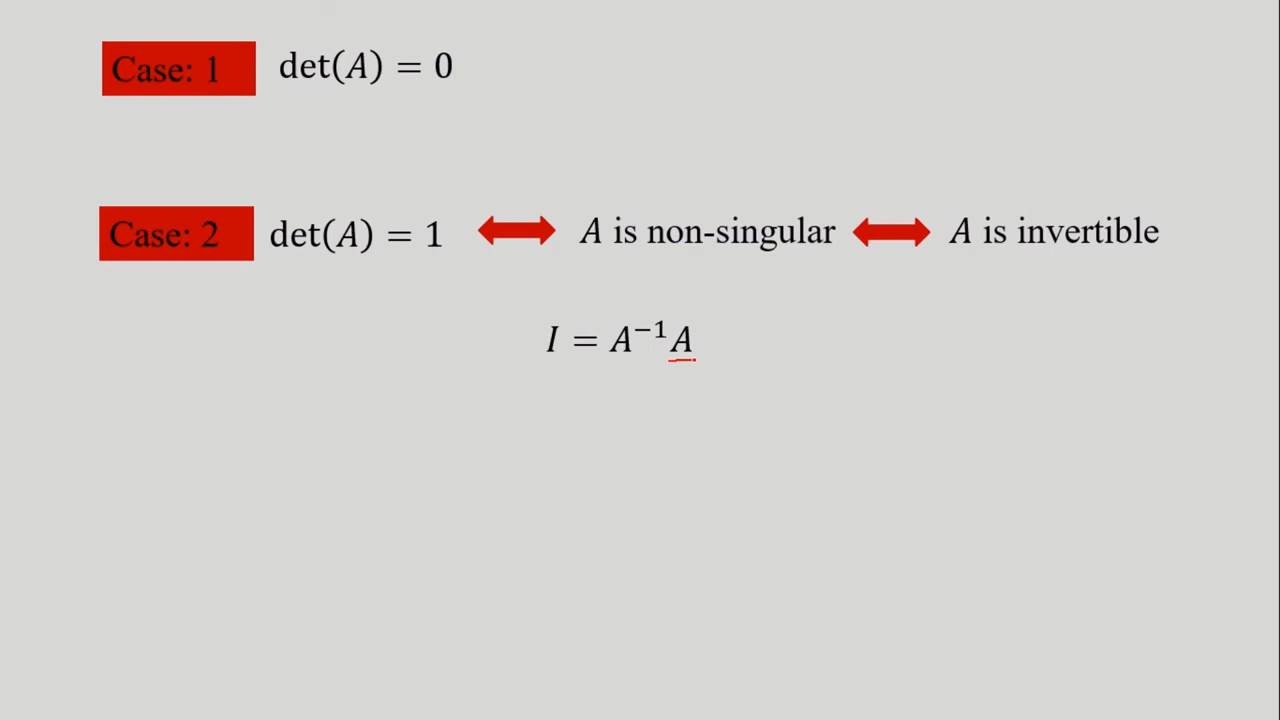 Case: 1 det(A) = 0
Case: 2 det(A) = 1 A is non-singular A is invertible
I = A⁻¹A